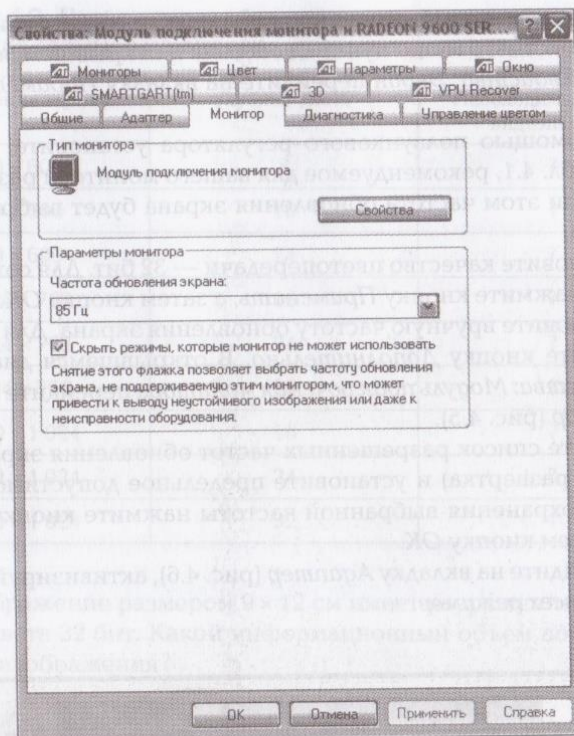 Свойства: Модуль подключения монитора и RADEON 9600 SER...
Мониторы Цвет Параметры Окно
SMARTGART(tm) 3D VPU Recover
Общие Адаптер Монитор Диагностика Управление цветом
Тип монитора
Модуль подключения монитора
Свойства
Параметры монитора
Частота обновления экрана:
85 Гц
Скрыть режимы, которые монитор не может использовать
Снятие этого флажка позволяет выбрать частоту обновления
экрана, не поддерживаемую этим монитором, что может
привести к выводу неустойчивого изображения или даже к
неисправности оборудования.
OK Отмена Применить Справка